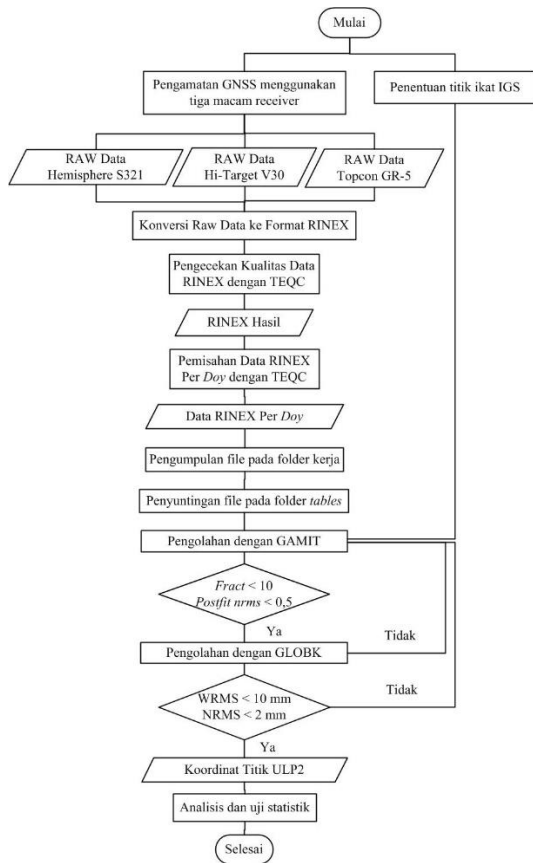 Mulai
Pengamatan GNSS menggunakan
tiga macam receiver
Penentuan titik ikat IGS
RAW Data
Hemisphere S321
RAW Data
Hi-Target V30
RAW Data
Topcon GR-5
Konversi Raw Data ke Format RINEX
Pengecekan Kualitas Data
RINEX dengan TEQC
RINEX Hasil
Pemisahan Data RINEX
Per Doy dengan TEQC
Data RINEX Per Doy
Pengumpulan file pada folder kerja
Penyuntingan file pada folder tables
Pengolahan dengan GAMIT
Fract < 10
Postfit nrms < 0,5
Ya
Tidak
Pengolahan dengan GLOBK
WRMS < 10 mm
NRMS < 2 mm
Tidak
Ya
Koordinat Titik ULP2
Analisis dan uji statistik
Selesai